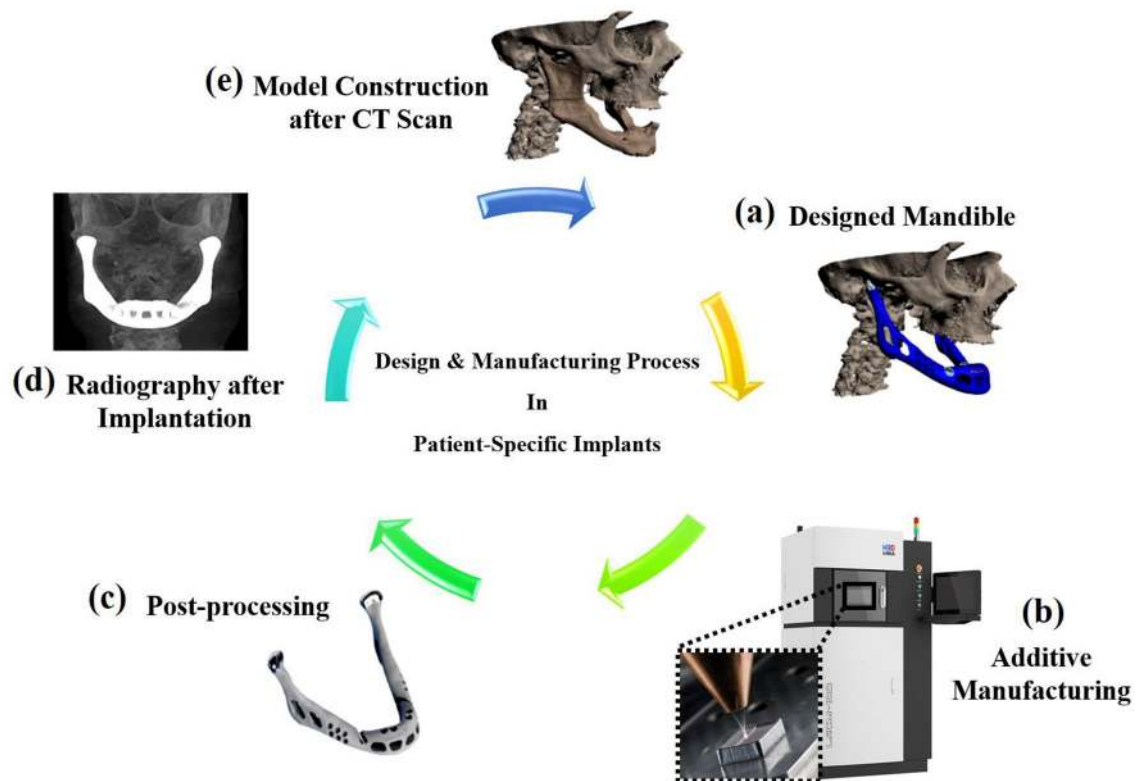 (e) Model Construction
after CT Scan
(a) Designed Mandible
Design & Manufacturing Process
In
Patient-Specific Implants
(d) Radiography after
Implantation
(c) Post-processing
(b)
Additive
Manufacturing